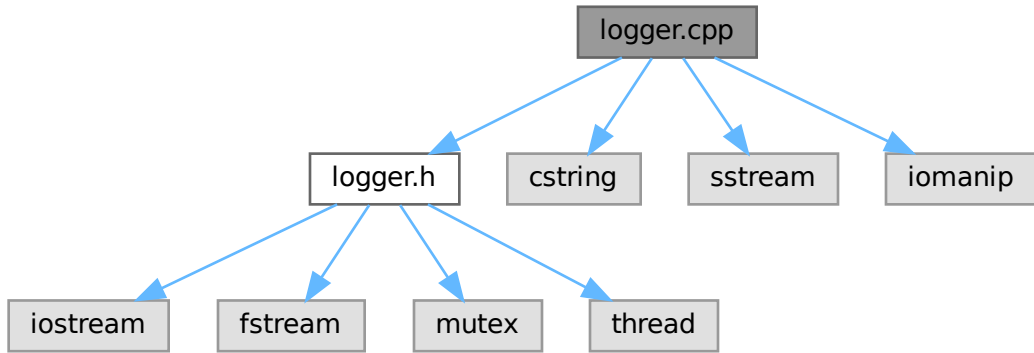 logger.cpp
logger.h
cstring
sstream
iomanip
iostream
fstream
mutex
thread